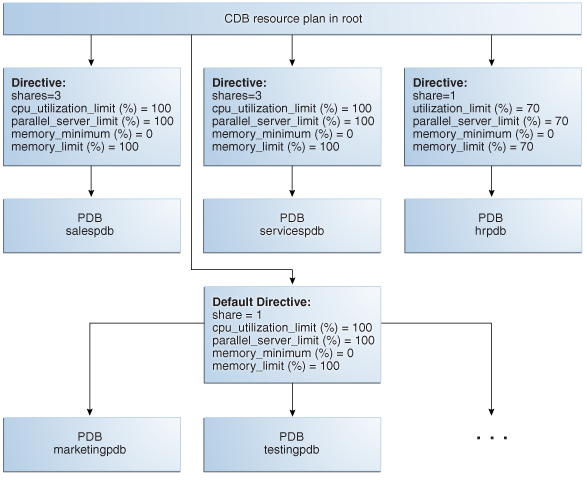 CDB resource plan in root
Directive:
shares=3
cpu_utilization_limit (%) = 100
parallel_server_limit (%) = 100
memory_minimum (%) = 0
memory_limit (%) = 100
Directive:
shares=3
cpu_utilization_limit (%) = 100
parallel_server_limit (%) = 100
memory_minimum (%) = 0
memory_limit (%) = 100
Directive:
share=1
utilization_limit (%) = 70
parallel_server_limit (%) = 70
memory_minimum (%) = 0
memory_limit (%) = 70
PDB
salespdb
PDB
servicespdb
PDB
hrpdb
Default Directive:
share = 1
cpu_utilization_limit (%) = 100
parallel_server_limit (%) = 100
memory_minimum (%) = 0
memory_limit (%) = 100
PDB
marketingpdb
PDB
testingpdb
. . .